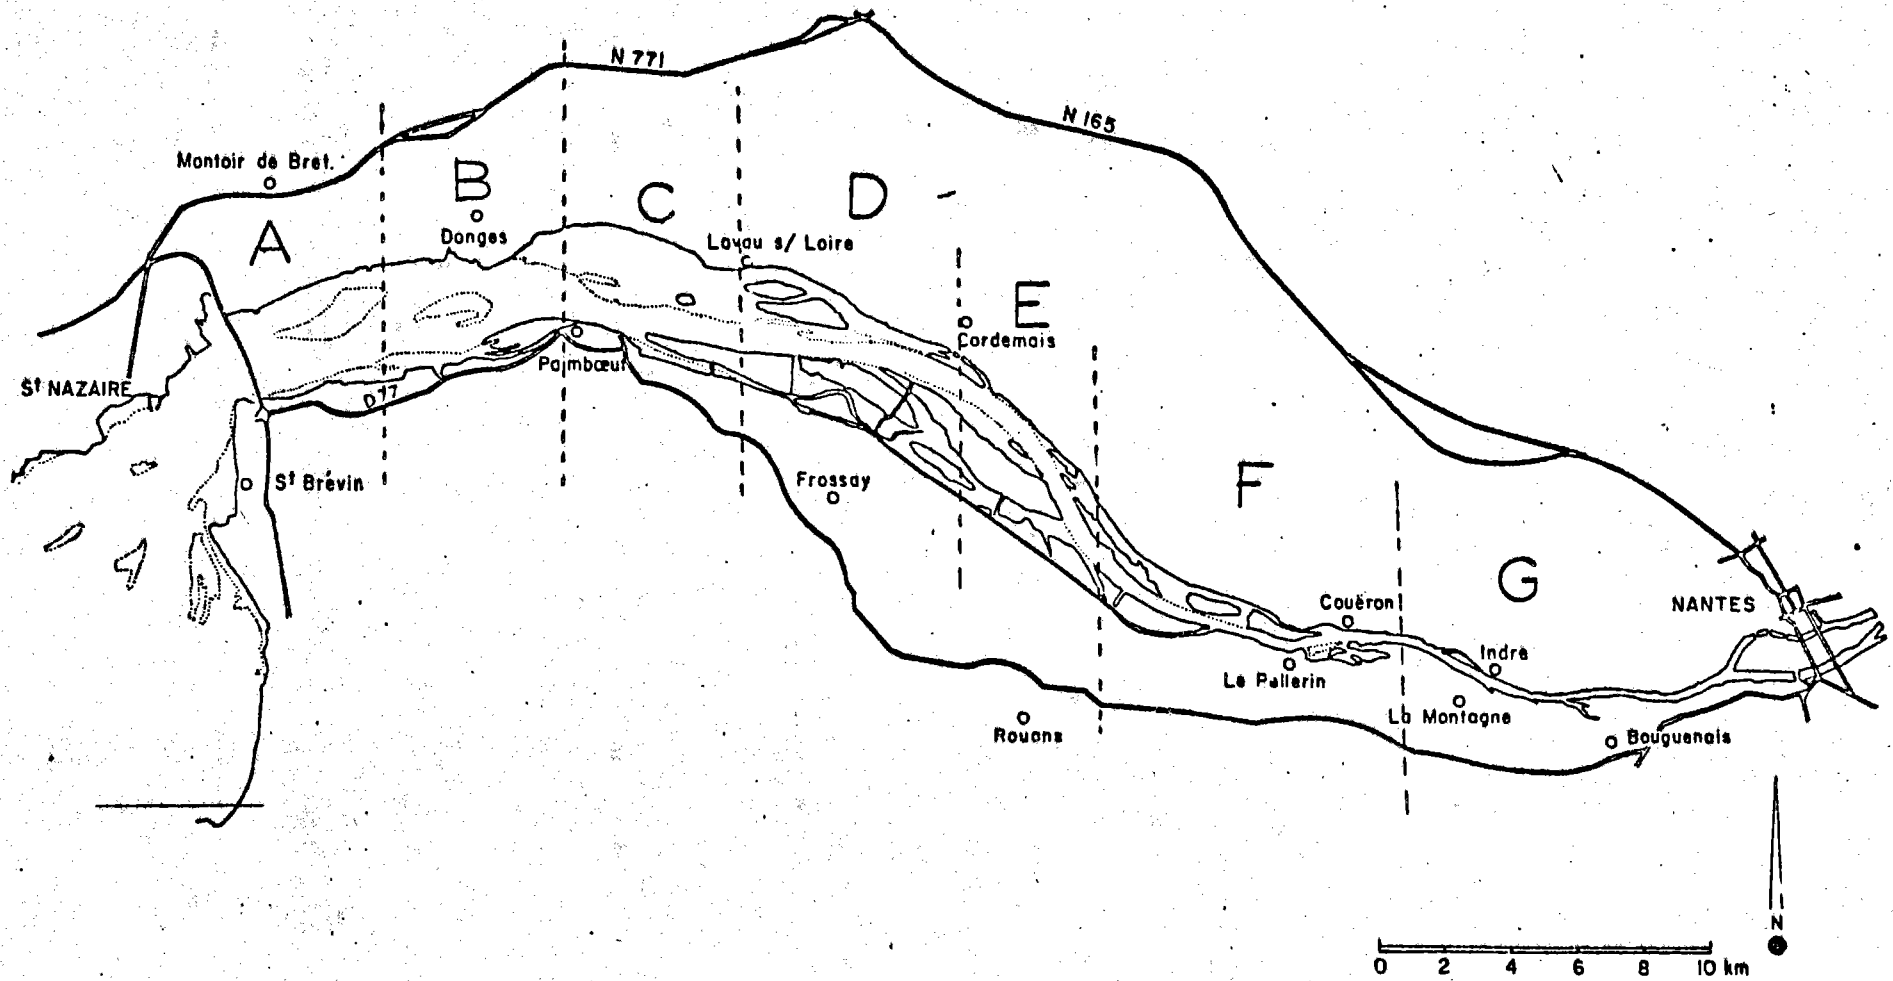 N 771
N 165
Montoir de Bret.
B
C
D
A
Donges
Lavau s/ Loire
E
Cordemais
Paimbœuf
St NAZAIRE
D 77
St Brévin
Frossay
F
G
Couëron
NANTES
Indre
Le Pellerin
La Montagne
Rouans
Bouguenais
N
0 2 4 6 8 10 km